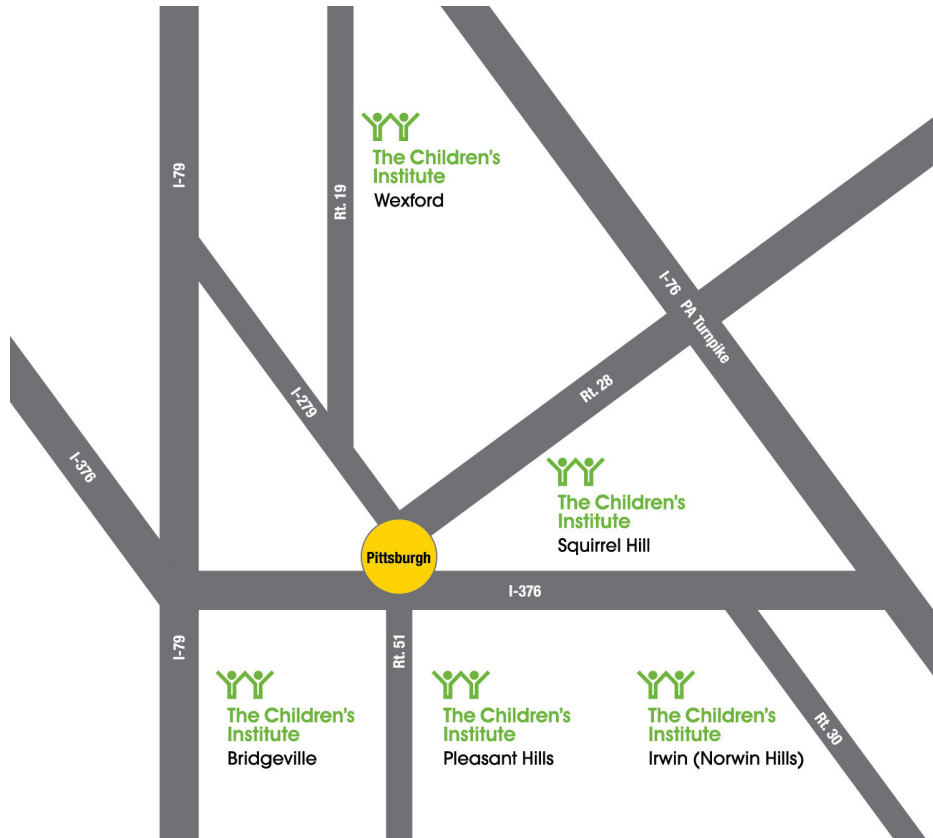 I-79
Rt. 19
The Children's
Institute
Wexford
I-76 PA Turnpike
I-279
Rt. 28
I-376
The Children's
Institute
Squirrel Hill
Pittsburgh
I-376
I-79
Rt. 51
The Children's
Institute
Bridgeville
The Children's
Institute
Pleasant Hills
The Children's
Institute
Irwin (Norwin Hills)
Rt. 30